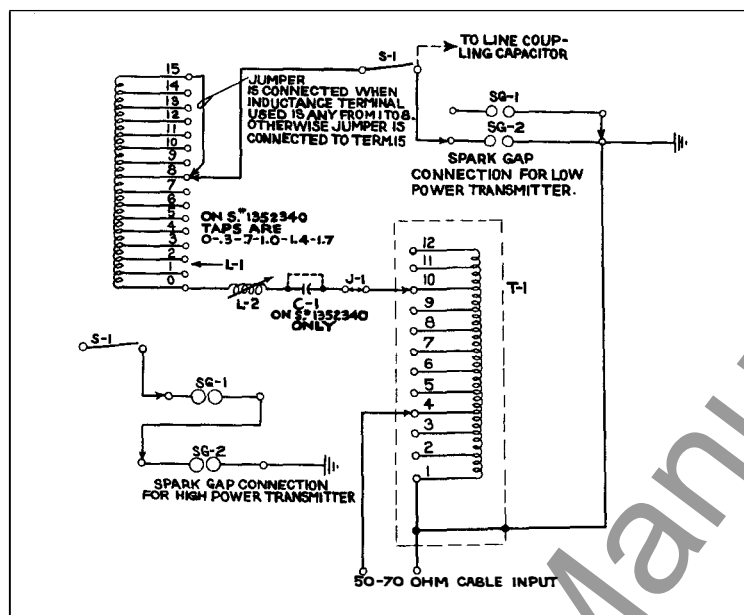 TO LINE COUP-
LING CAPACITOR
S-1
15
14
13
12
11
10
9
8
7
6
5
4
3
2
1
0
JUMPER
IS CONNECTED WHEN
INDUCTANCE TERMINAL
USED IS ANY FROM 1 TO 8.
OTHERWISE JUMPER IS
CONNECTED TO TERM.15
SG-1
SG-2
SPARK GAP
CONNECTION FOR LOW
POWER TRANSMITTER.
ON S.#1352340
TAPS ARE
0-.3-.7-1.0-1.4-1.7
L-1
L-2
C-1
ON S.#1352340
ONLY
J-1
12
11
10
9
8
7
6
5
4
3
2
1
T-1
S-1
SG-1
SG-2
SPARK GAP CONNECTION
FOR HIGH POWER TRANSMITTER
50-70 OHM CABLE INPUT
Manu